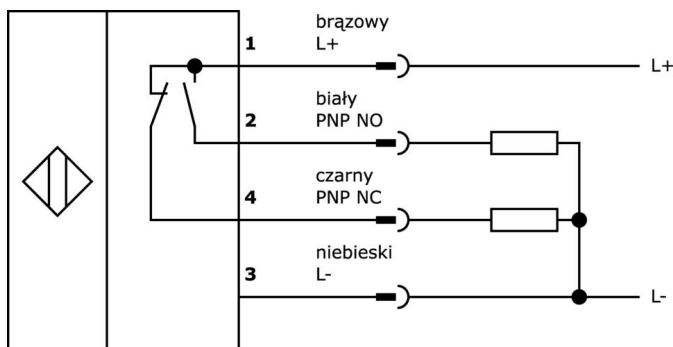 brązowy
1 L+
L+
biały
2 PNP NO
czarny
4 PNP NC
niebieski
3 L-
L-